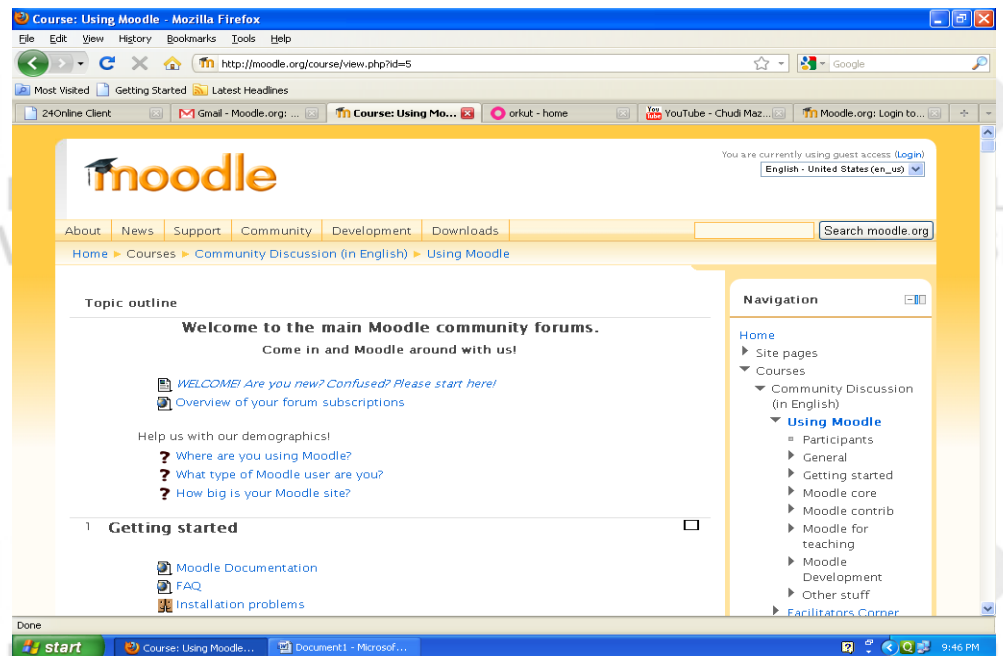 Course: Using Moodle - Mozilla Firefox
File Edit View History Bookmarks Tools Help
http://moodle.org/course/view.php?id=5
Google
Most Visited Getting Started Latest Headlines
24Online Client
Gmail - Moodle.org: ...
Course: Using Mo...
orkut - home
YouTube - Chudi Maz...
Moodle.org: Login to...
moodle
You are currently using guest access (Login)
English - United States (en_us)
About News Support Community Development Downloads
Search moodle.org
Home ► Courses ► Community Discussion (in English) ► Using Moodle
Topic outline
Welcome to the main Moodle community forums.
Come in and Moodle around with us!
WELCOME! Are you new? Confused? Please start here!
Overview of your forum subscriptions
Help us with our demographics!
Where are you using Moodle?
What type of Moodle user are you?
How big is your Moodle site?
1 Getting started
Moodle Documentation
FAQ
Installation problems
Navigation
Home
Site pages
Courses
Community Discussion
(in English)
Using Moodle
Participants
General
Getting started
Moodle core
Moodle contrib
Moodle for
teaching
Moodle
Development
Other stuff
Facilitators Corner
Done
start
Course: Using Moodle...
Document1 - Microsof...
9:46 PM